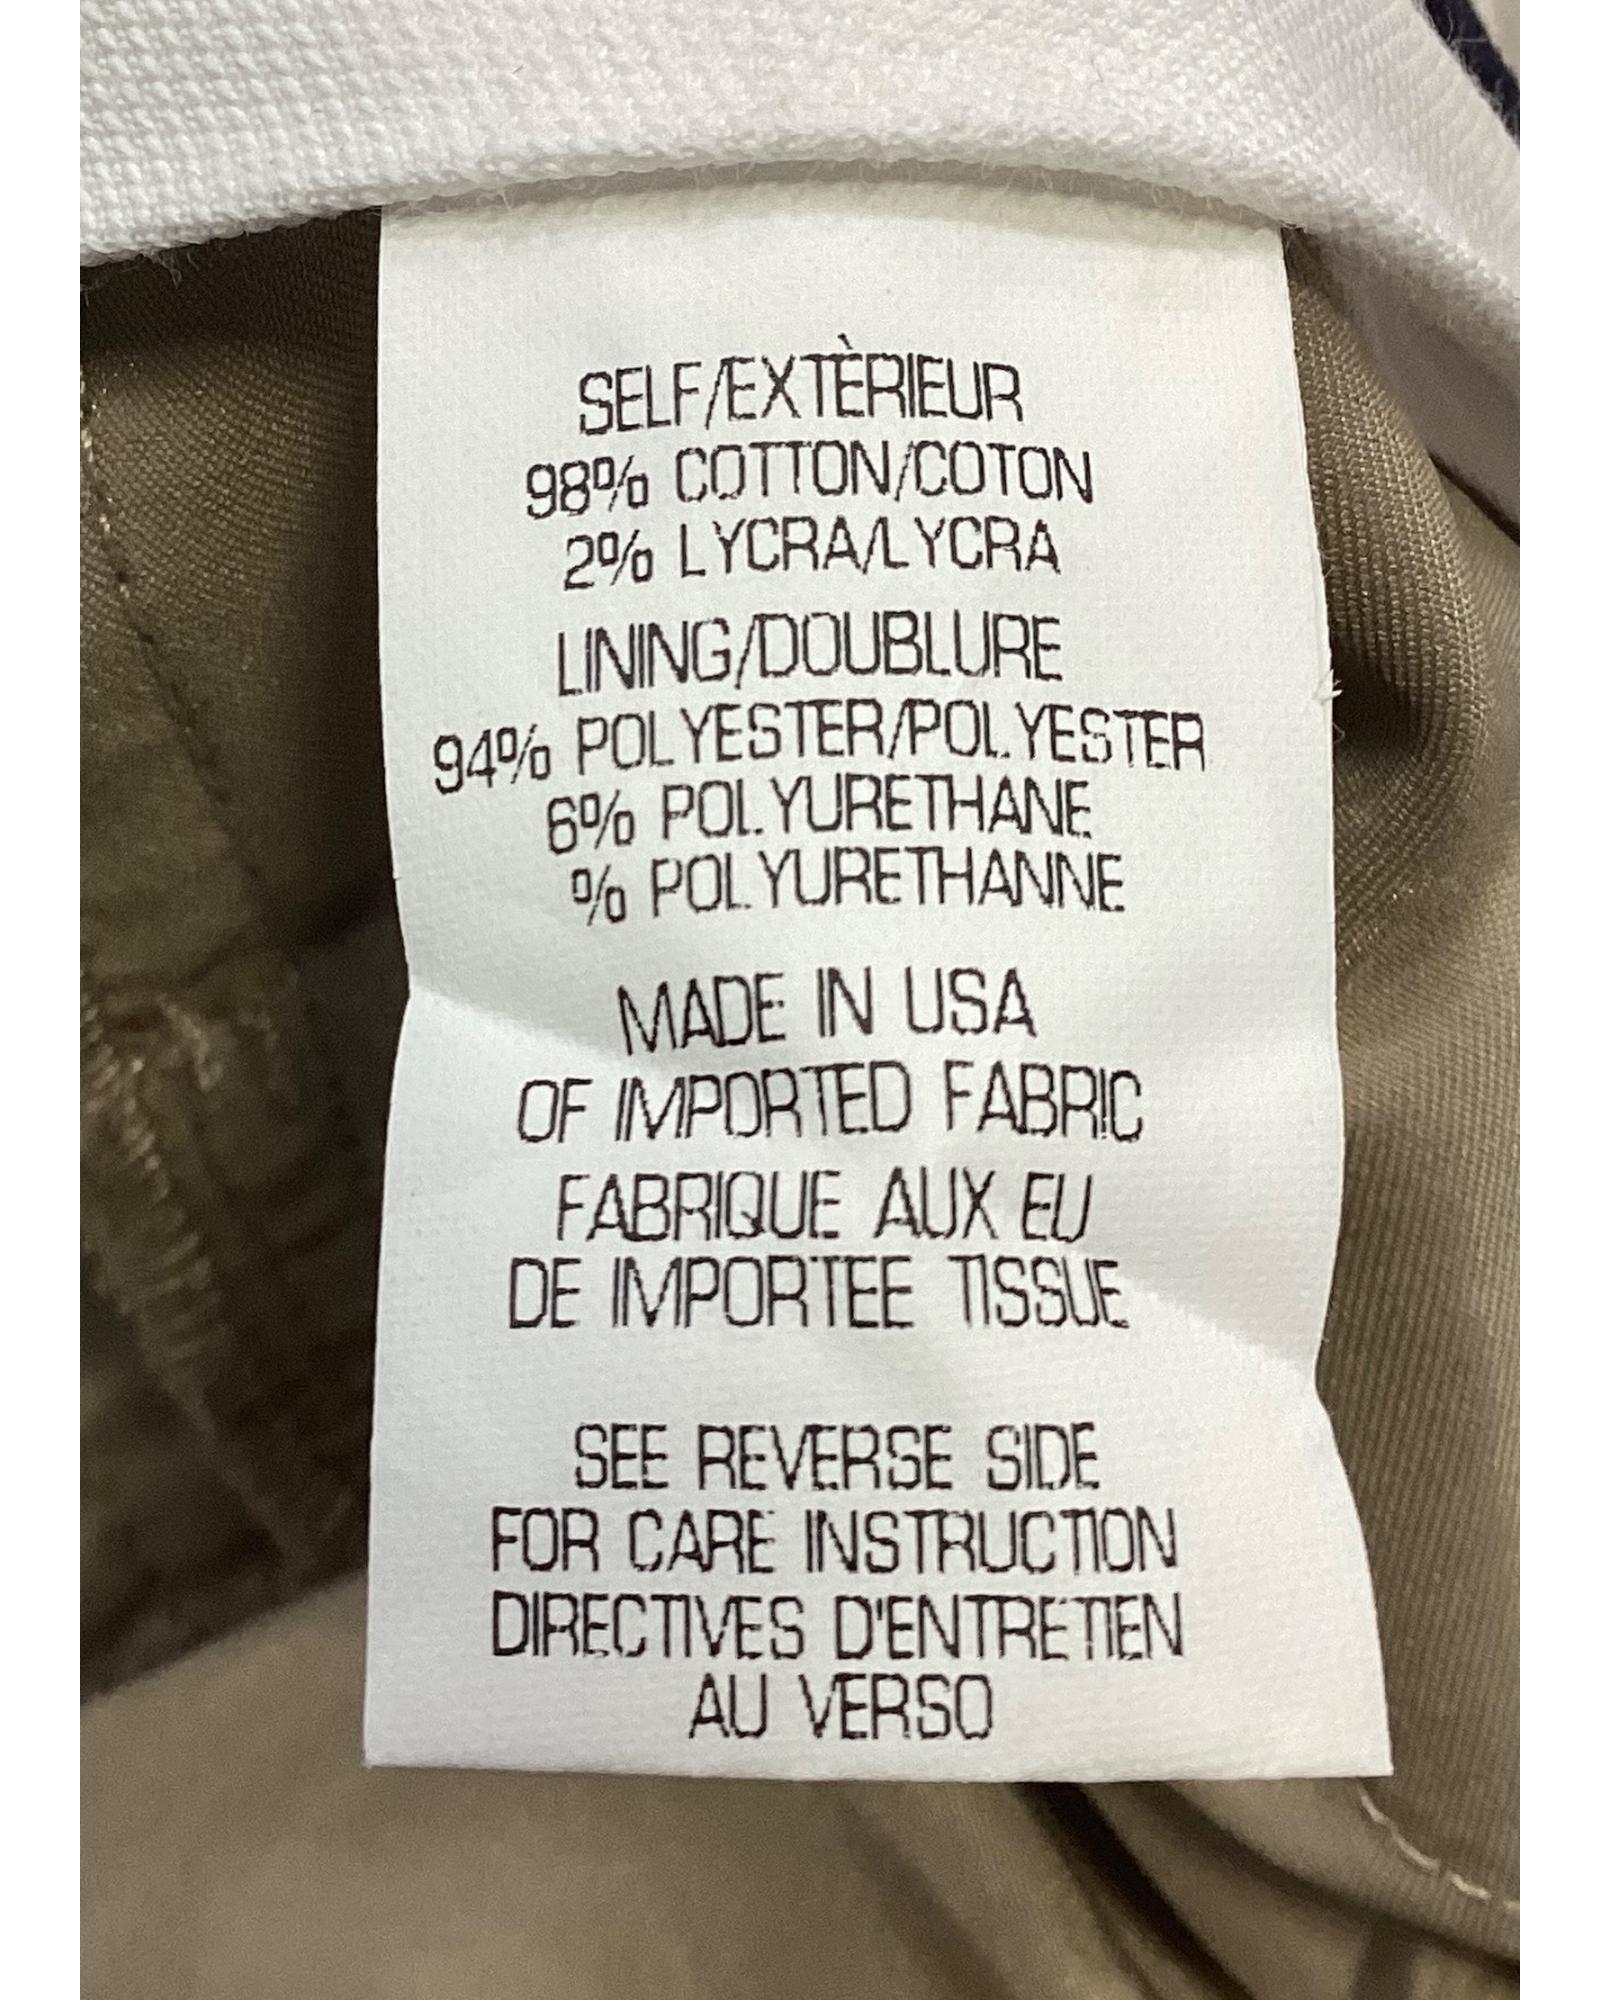 SELF/EXTÈRIEUR
98% COTTON/COTON
2% LYCRA/LYCRA
LINING/DOUBLURE
94% POLYESTER/POLYESTER
6% POLYURETHANE
% POLYURETHANNE
MADE IN USA
OF IMPORTED FABRIC
FABRIQUE AUX EU
DE IMPORTEE TISSUE
SEE REVERSE SIDE
FOR CARE INSTRUCTION
DIRECTIVES D'ENTRETIEN
AU VERSO